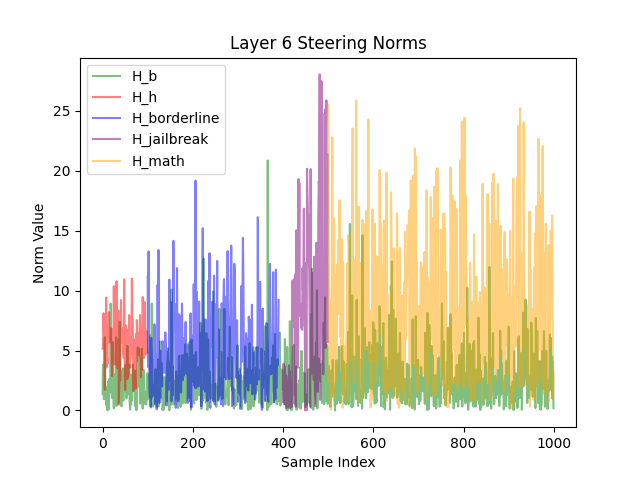 Layer 6 Steering Norms
H_b
H_h
H_borderline
H_jailbreak
H_math
Norm Value
25
20
15
10
5
0
0 200 400 600 800 1000
Sample Index